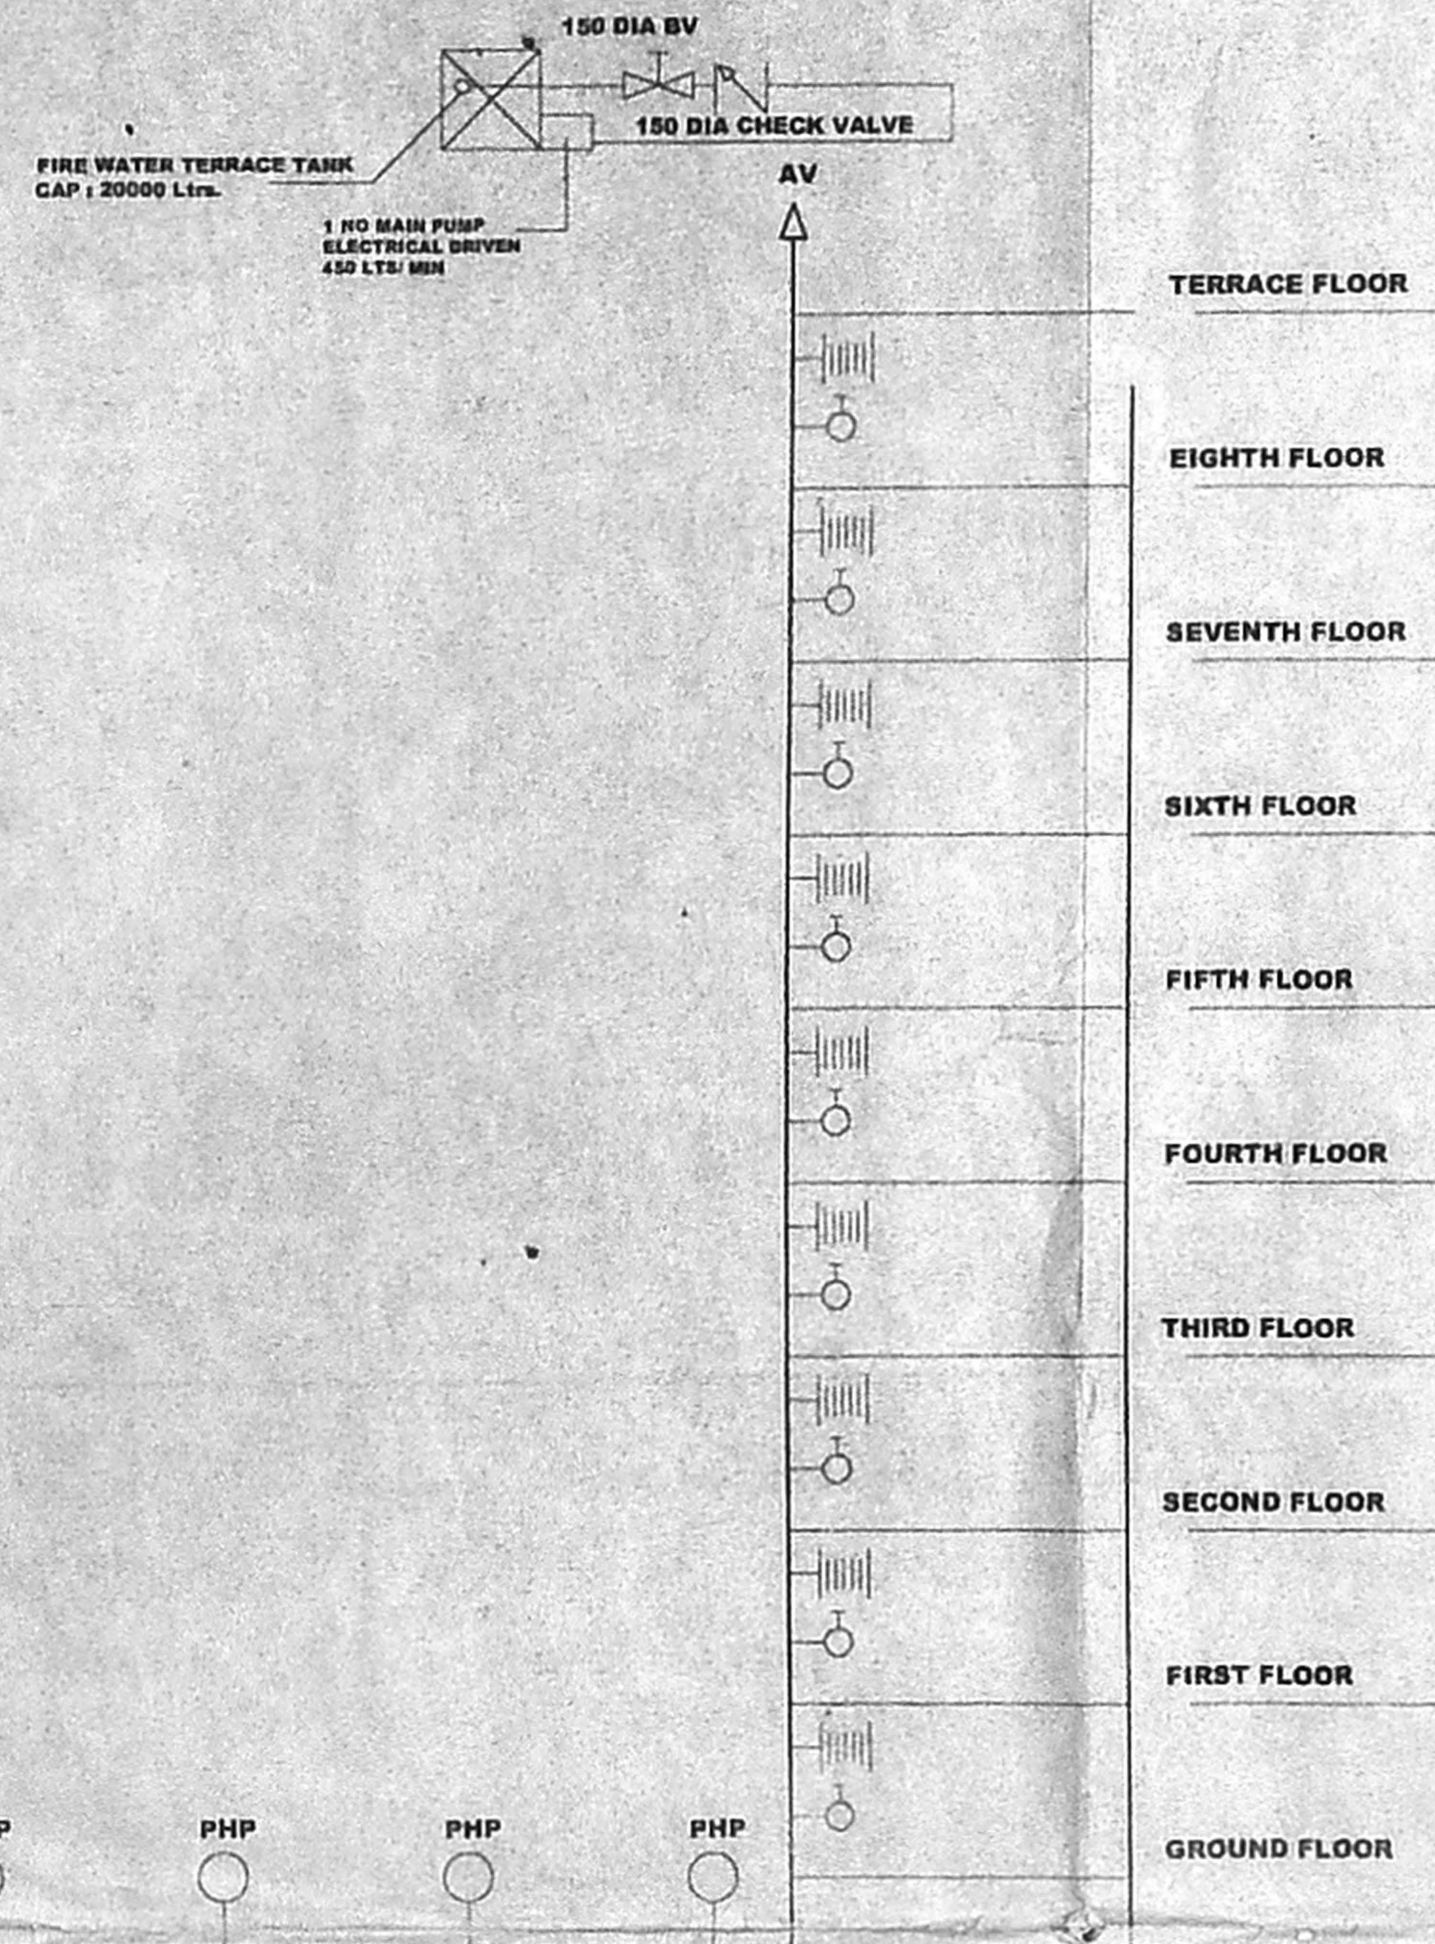 150 DIA BV
150 DIA CHECK VALVE
FIRE WATER TERRACE TANK
CAP : 20000 Ltrs.
AV
1 NO MAIN PUMP
ELECTRICAL DRIVEN
450 LTS/ MIN
TERRACE FLOOR
EIGHTH FLOOR
SEVENTH FLOOR
SIXTH FLOOR
FIFTH FLOOR
FOURTH FLOOR
THIRD FLOOR
SECOND FLOOR
FIRST FLOOR
GROUND FLOOR
P PHP PHP PHP